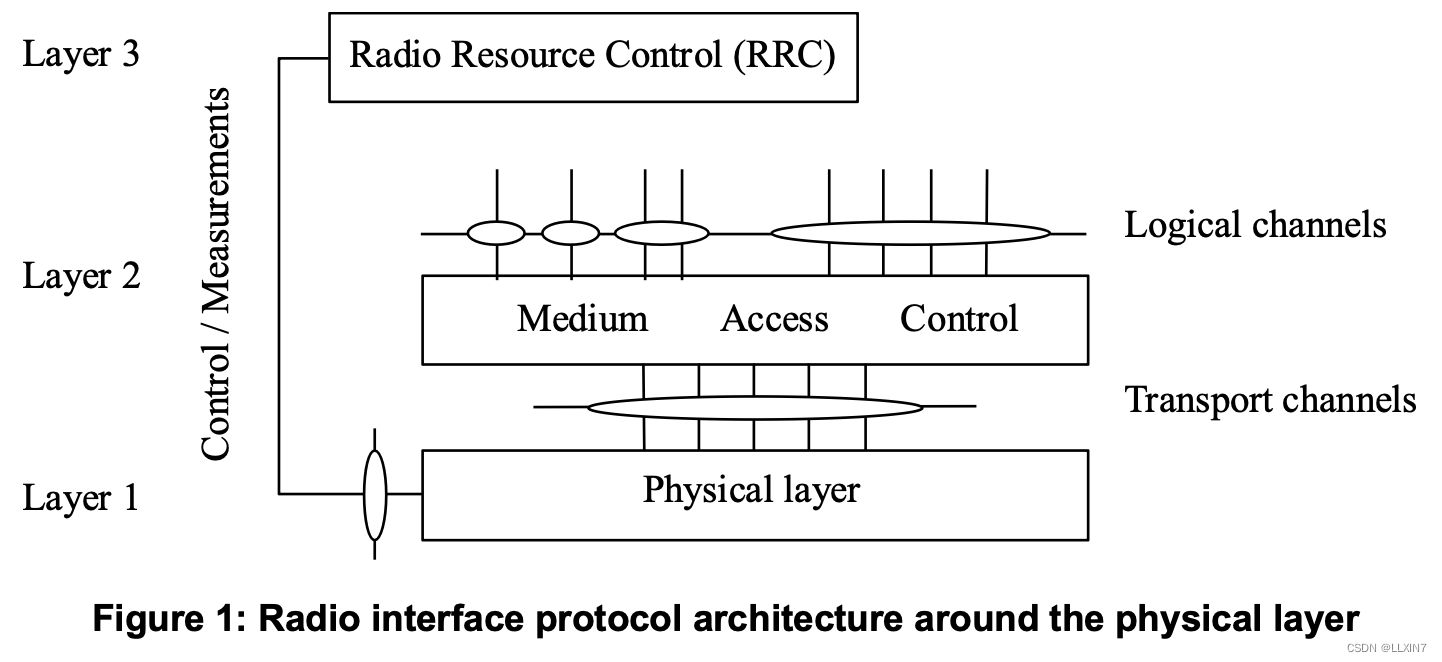 Layer 3
Radio Resource Control (RRC)
Control / Measurements
Logical channels
Layer 2
Medium Access Control
Transport channels
Layer 1
Physical layer
Figure 1: Radio interface protocol architecture around the physical layer
CSDN @LLXIN7